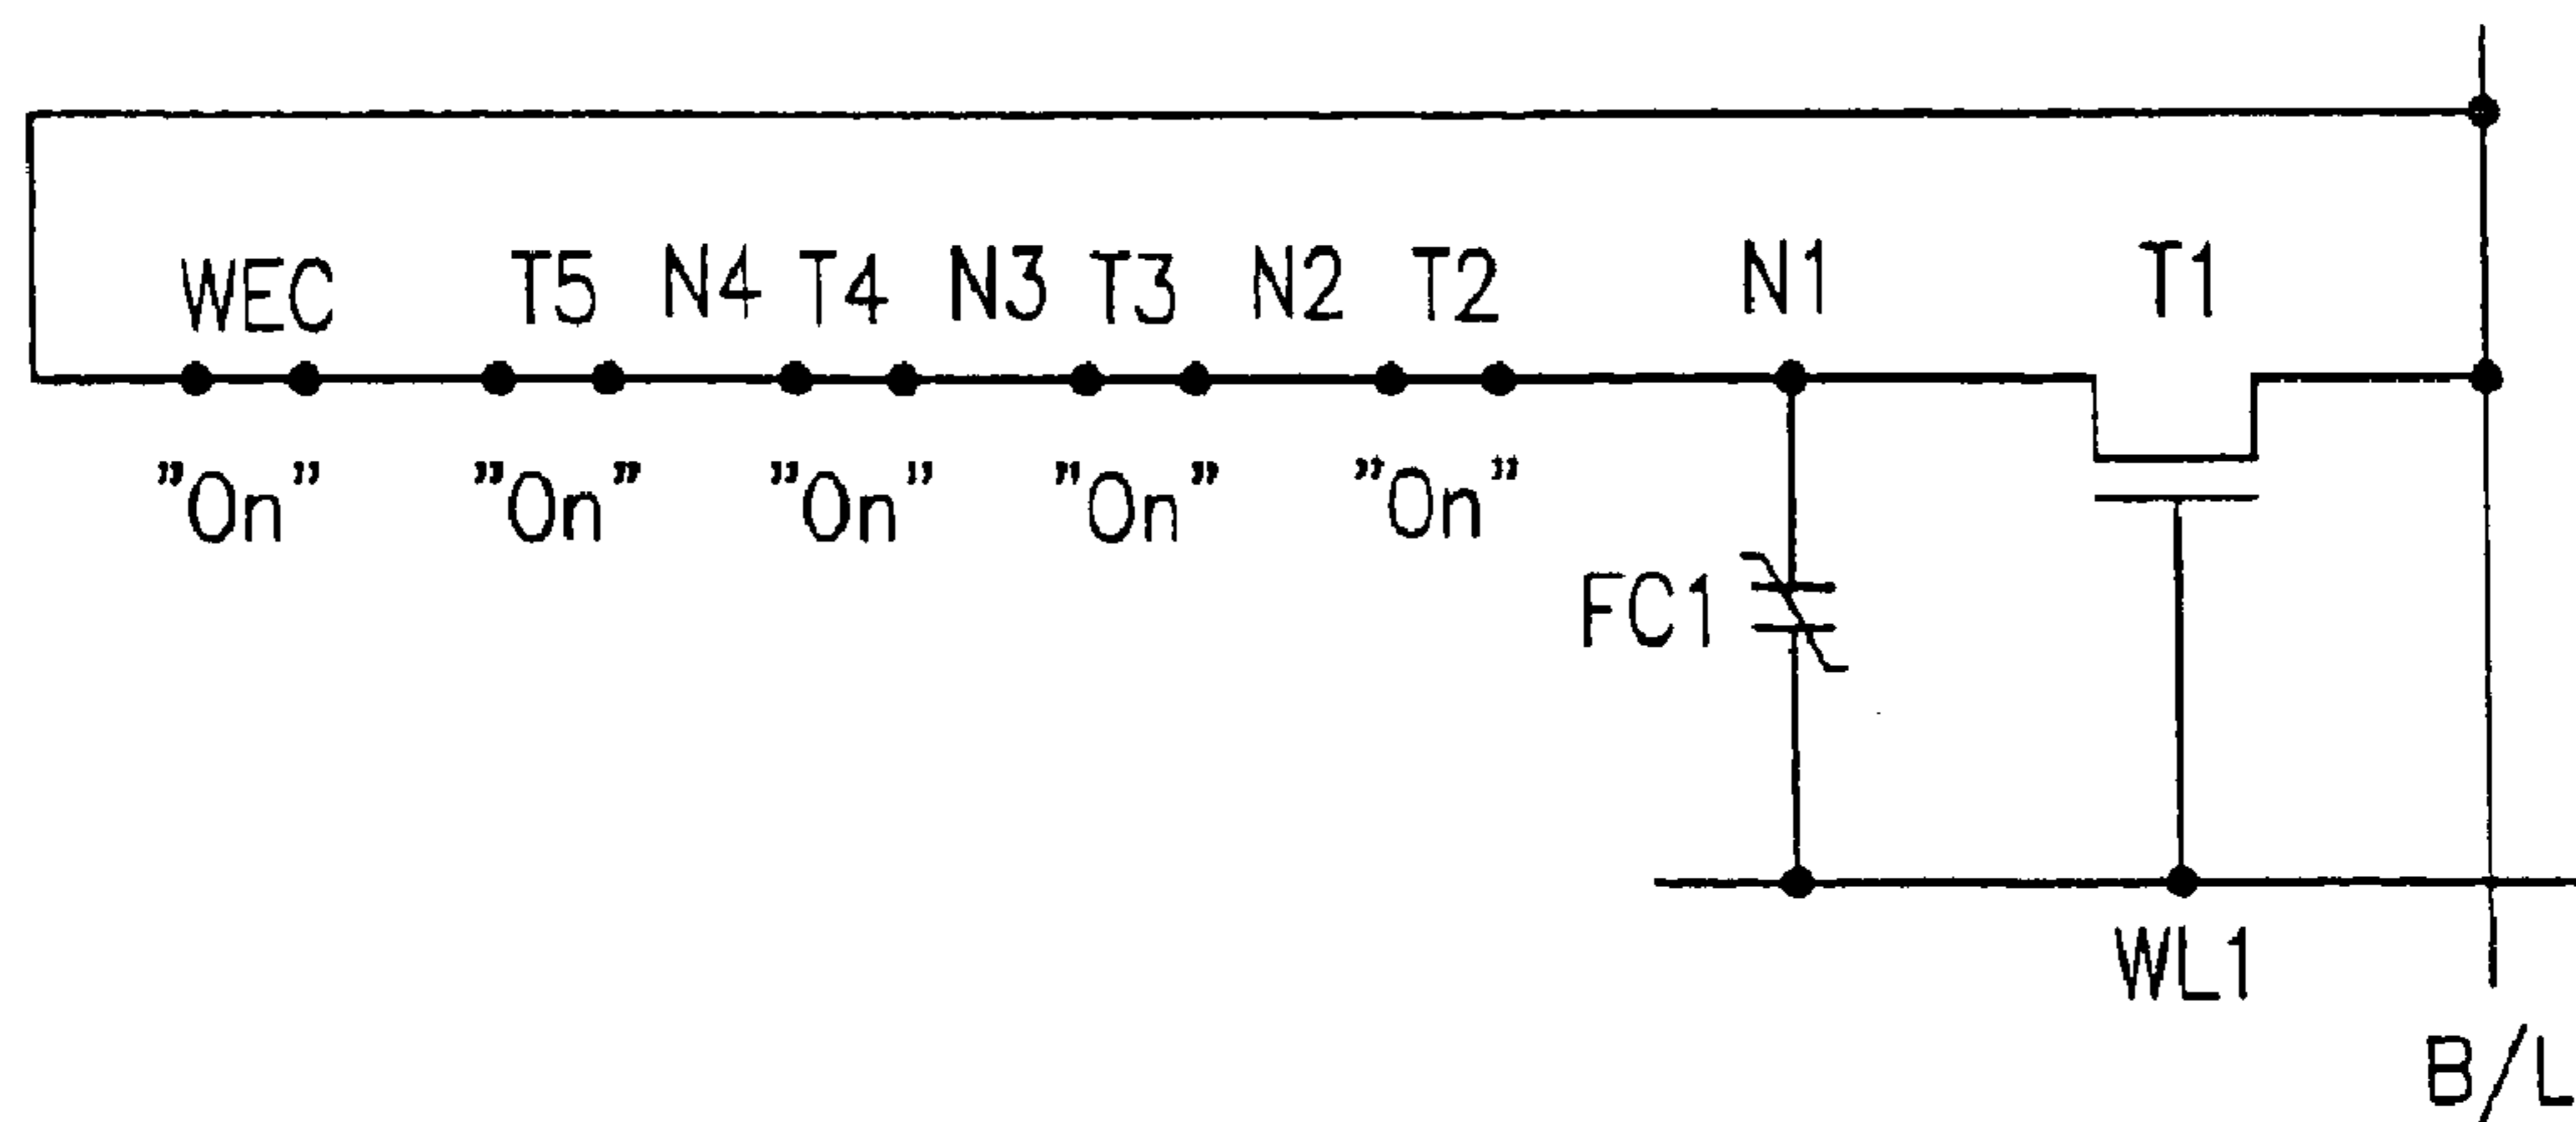 WEC T5 N4 T4 N3 T3 N2 T2 N1 T1
"On" "On" "On" "On" "On"
FC1
WL1
B/L